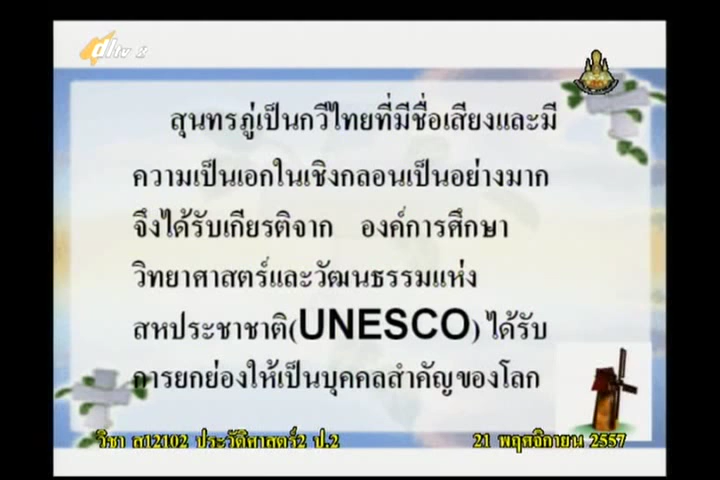 dltv 2
สุนทรภู่เป็นกวีไทยที่มีชื่อเสียงและมี
ความเป็นเอกในเชิงกลอนเป็นอย่างมาก
จึงได้รับเกียรติจาก องค์การศึกษา
วิทยาศาสตร์และวัฒนธรรมแห่ง
สหประชาชาติ(UNESCO) ได้รับ
การยกย่องให้เป็นบุคคลสำคัญของโลก
วิชา ส12102 ประวัติศาสตร์2 ป.2
21 พฤศจิกายน 2557